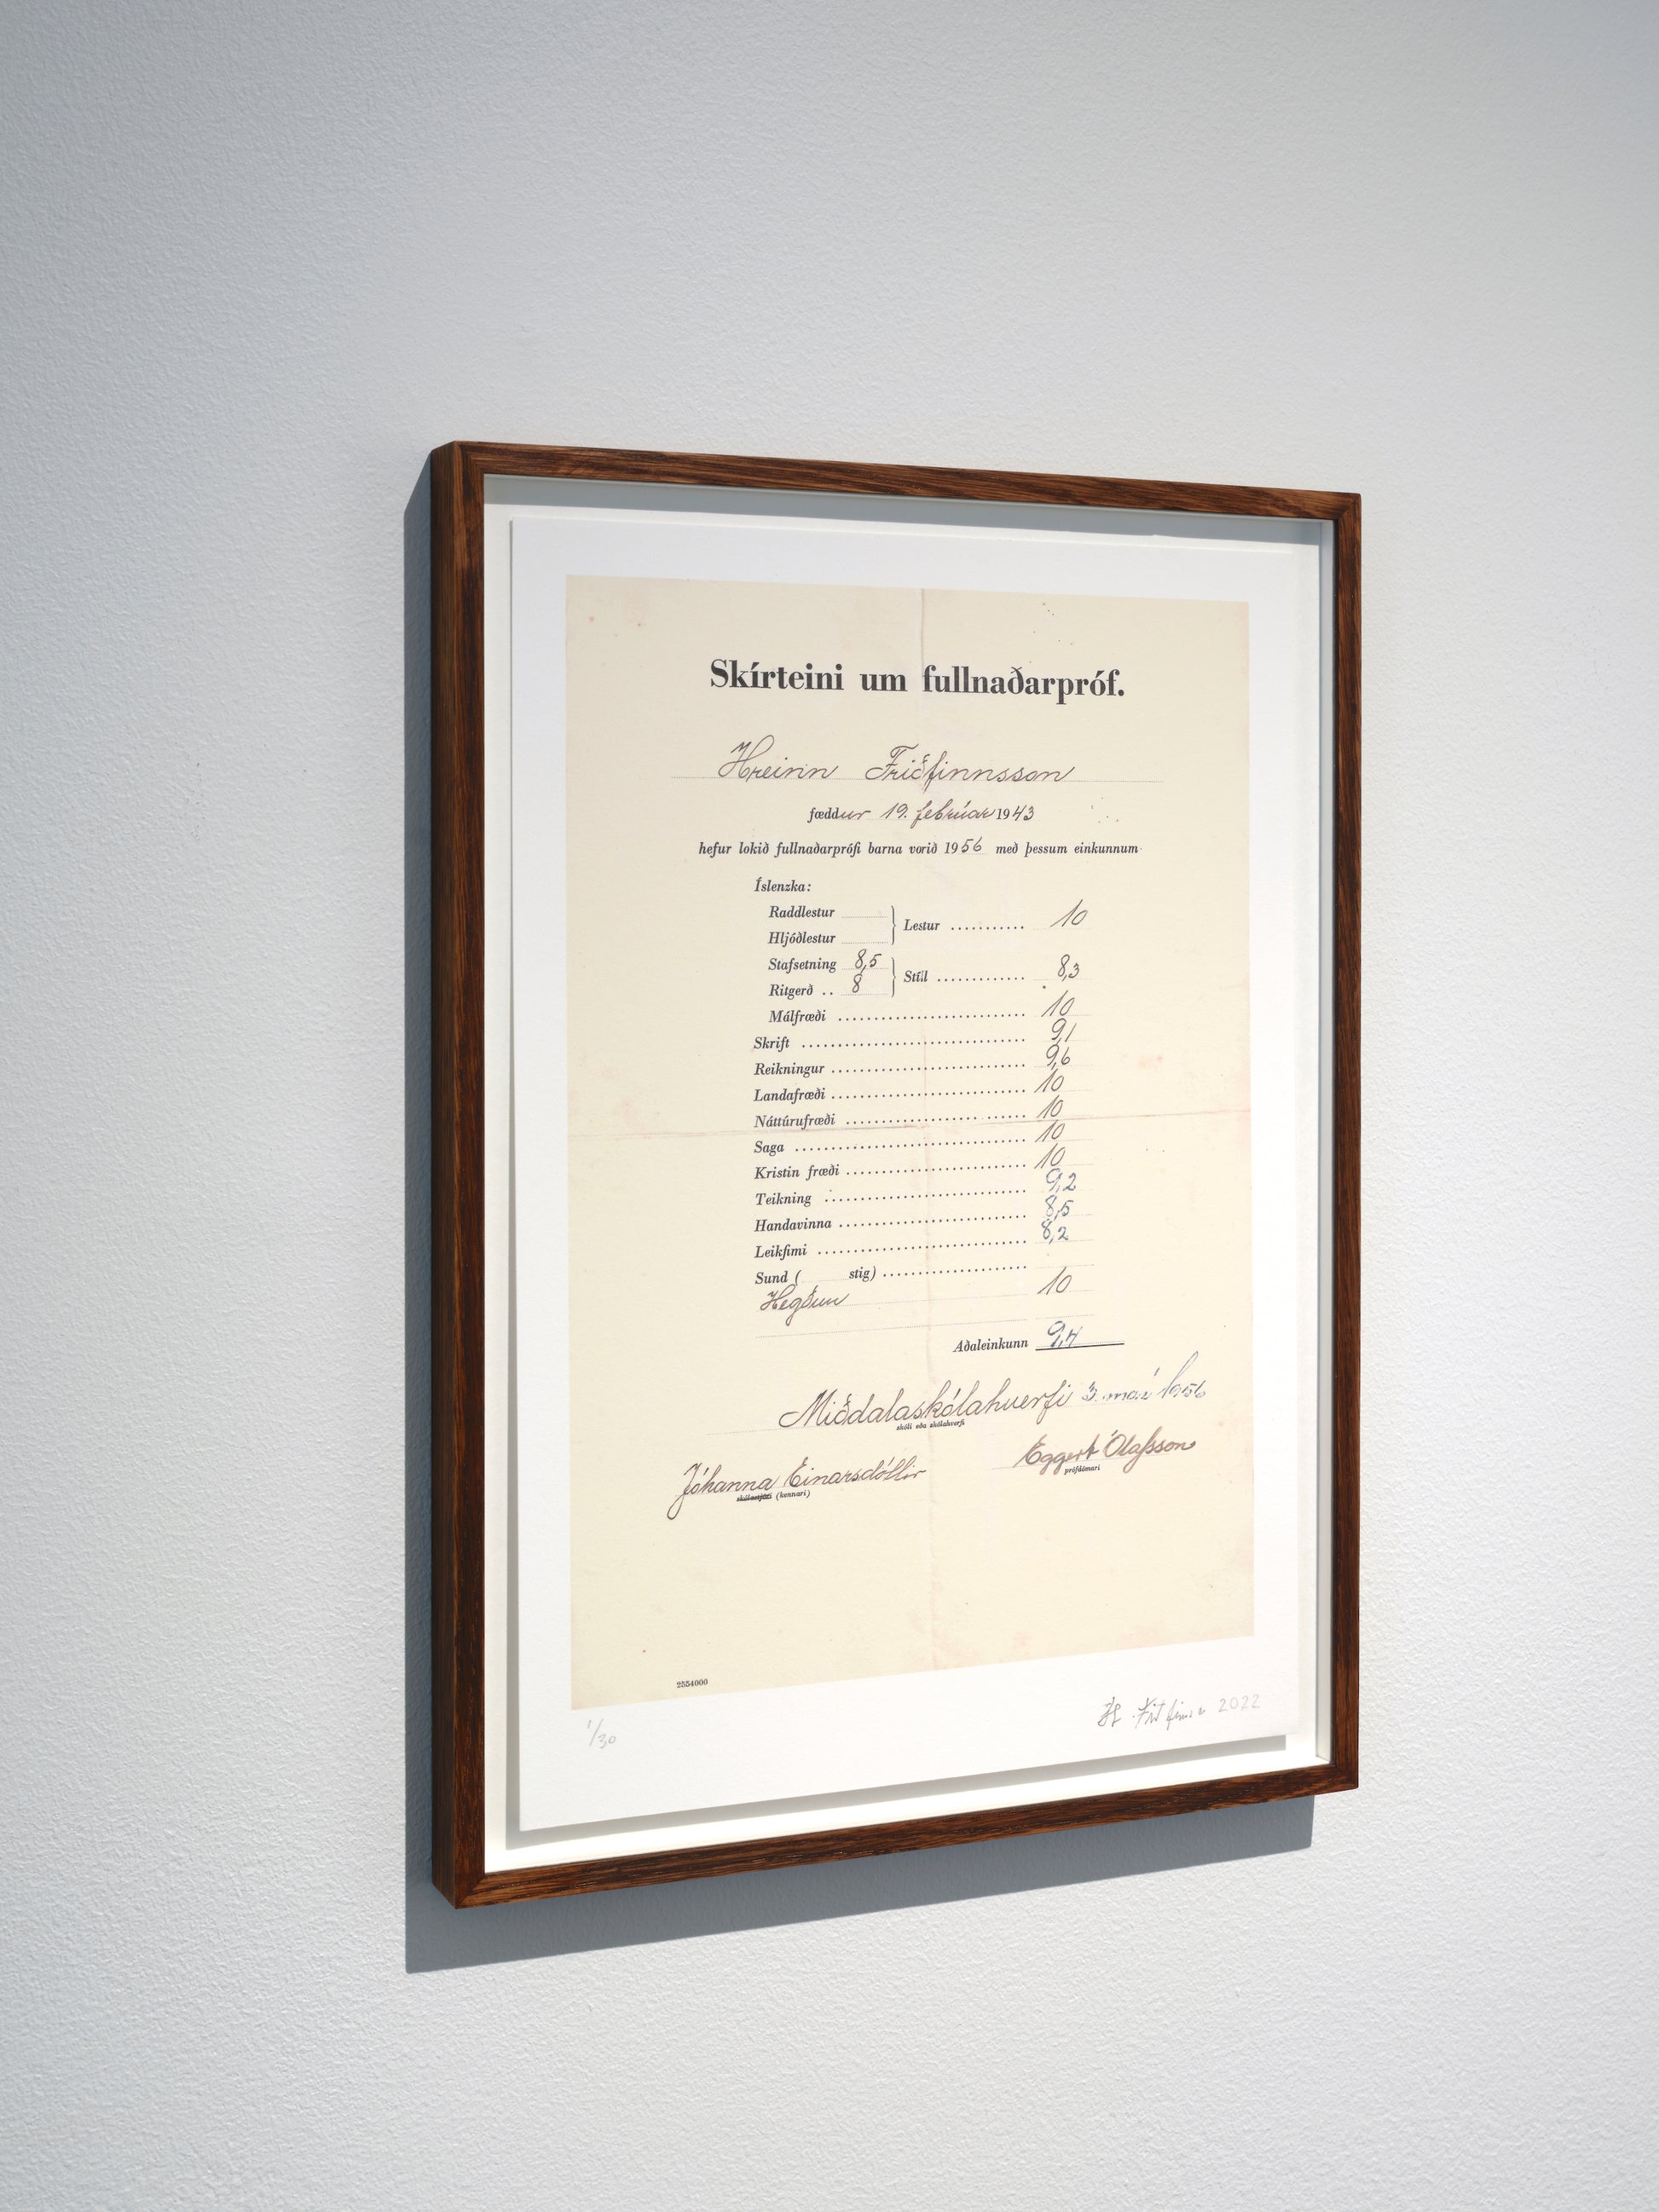 Skírteini um fullnaðarpróf.
Hreinn Friðfinnsson
fæddur 19. febrúar 1943
hefur lokið fullnaðarprófi barna vorið 1956 með þessum einkunnum
Íslenzka:
Raddlestur
Hljóðlestur
Lestur ........... 10
Stafsetning 8,5
Ritgerð .. 8
Stíll ............. 8,3
Málfræði ........................... 10
Skrift ................................ 9,1
Reikningur ............................ 9,6
Landafræði ............................ 10
Náttúrufræði .......................... 10
Saga ................................. 10
Kristin fræði .......................... 10
Teikning ............................. 9,2
Handavinna ........................... 8,5
Leikfimi .............................. 8,2
Sund ( stig) .....................
Hegðun 10
Aðaleinkunn 9,4
Miðdalaskólahverfi 3. maí 1956
skóli eða skólahverfi
Jóhanna Einarsdóttir Eggert Ólafsson
skólastjóri (kennari) prófdómari
2554000
1/30 2022